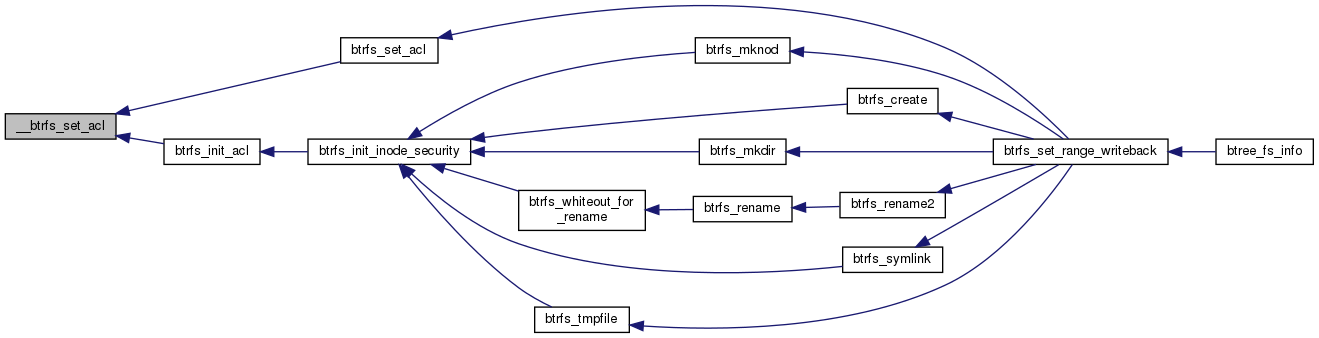 btrfs_set_acl
btrfs_mknod
btrfs_create
__btrfs_set_acl
btrfs_init_acl
btrfs_init_inode_security
btrfs_mkdir
btrfs_set_range_writeback
btree_fs_info
btrfs_whiteout_for
_rename
btrfs_rename
btrfs_rename2
btrfs_symlink
btrfs_tmpfile